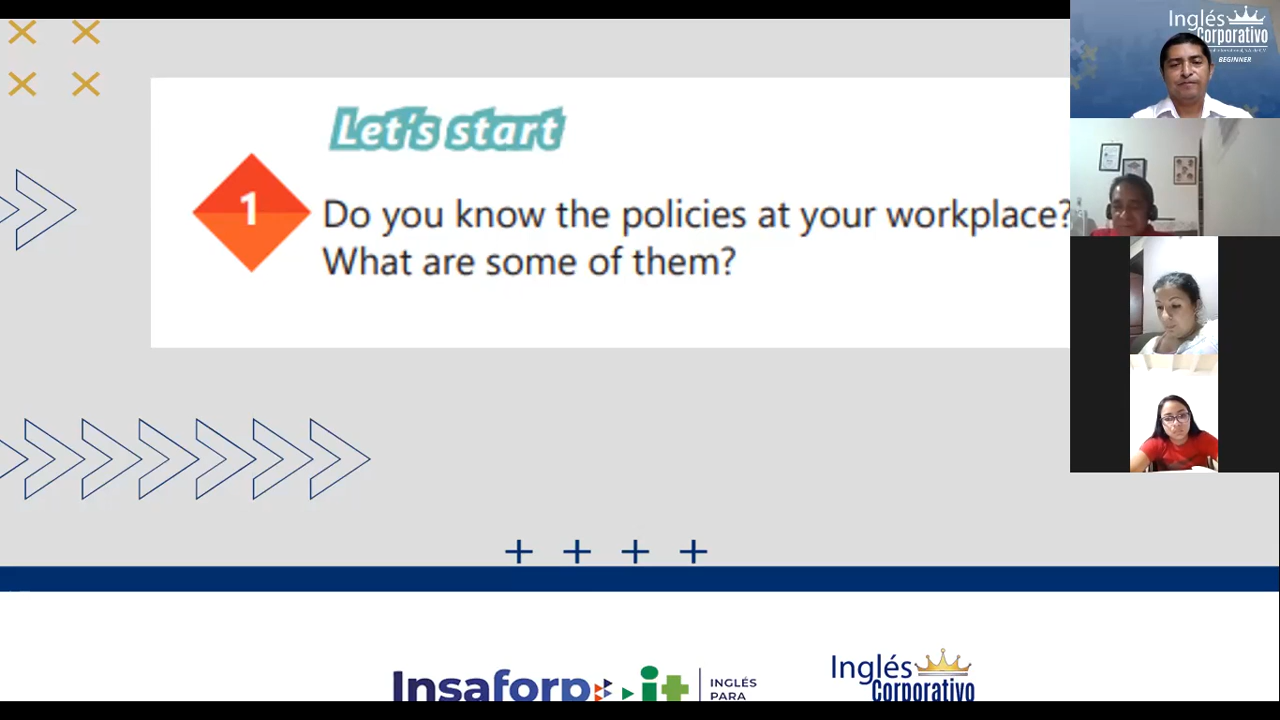 Let's start
1
Do you know the policies at your workplace?
What are some of them?
Insaforp
it
INGLÉS
PARA
Inglés
Corporativo
Inglés
Corporativo
BEGINNER